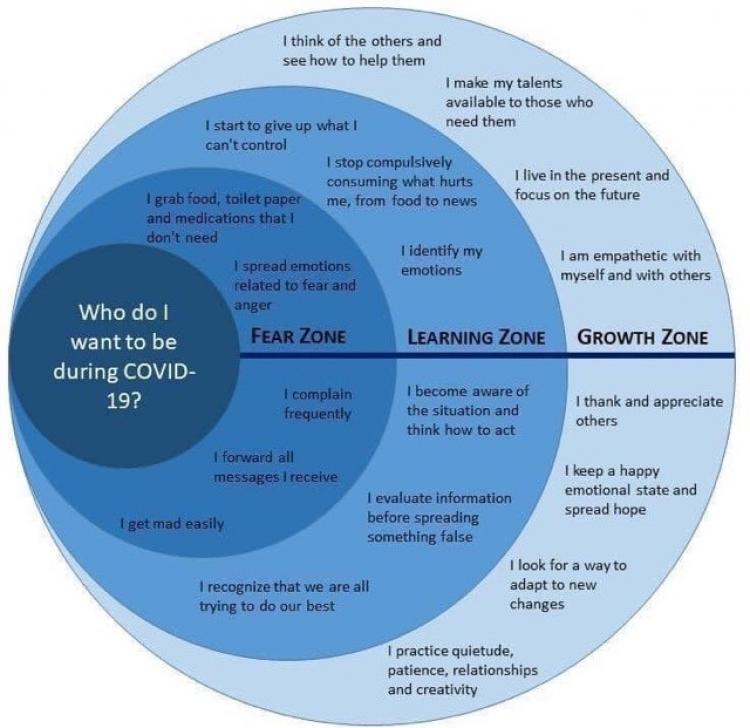 I think of the others and
see how to help them
I make my talents
available to those who
need them
I start to give up what I
can't control
I stop compulsively
consuming what hurts
me, from food to news
I live in the present and
focus on the future
I grab food, toilet paper
and medications that I
don't need
I identify my
emotions
I am empathetic with
myself and with others
I spread emotions
related to fear and
anger
Who do I
want to be
during COVID-
19?
FEAR ZONE
LEARNING ZONE
GROWTH ZONE
I complain
frequently
I become aware of
the situation and
think how to act
I thank and appreciate
others
I forward all
messages I receive
I keep a happy
emotional state and
spread hope
I get mad easily
I evaluate information
before spreading
something false
I recognize that we are all
trying to do our best
I look for a way to
adapt to new
changes
I practice quietude,
patience, relationships
and creativity